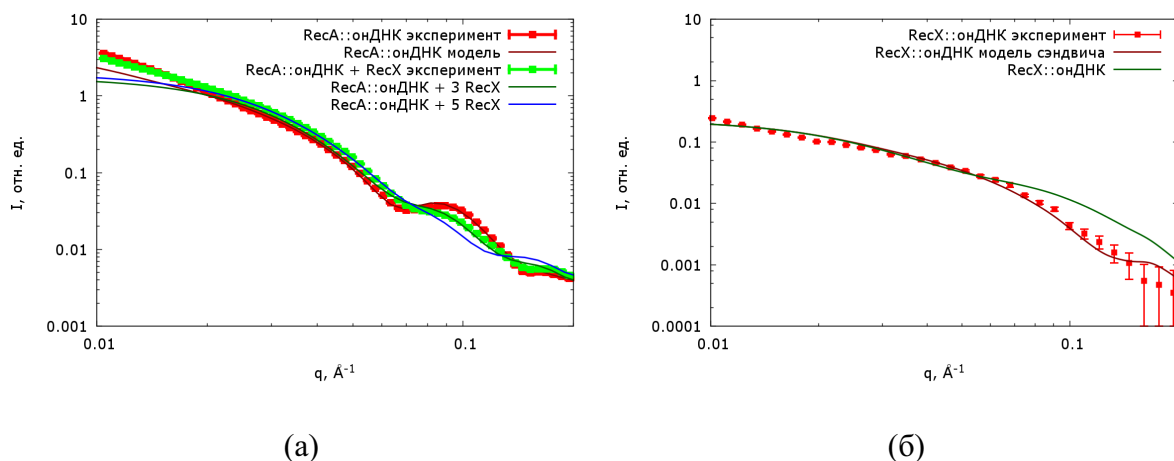 10
1
0.1
0.01
0.001
0.01
0.1
I, отн. ед.
q, Å-1
RecA::онДНК эксперимент
RecA::онДНК модель
RecA::онДНК + RecX эксперимент
RecA::онДНК + 3 RecX
RecA::онДНК + 5 RecX
(а)
10
1
0.1
0.01
0.001
0.0001
0.01
0.1
I, отн. ед.
q, Å-1
RecX::онДНК эксперимент
RecX::онДНК модель сэндвича
RecX::онДНК
(б)